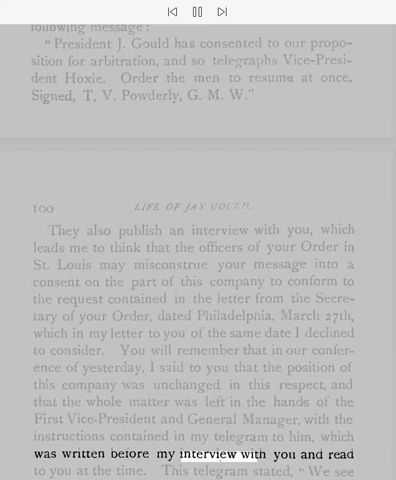 following message:
"President J. Gould has consented to our propo-
sition for arbitration, and so telegraphs Vice-Presi-
dent Hoxie. Order the men to resume at once.
Signed, T. V. Powderly, G. M. W."
100 LIFE OF JAY GOULD.
They also publish an interview with you, which
leads me to think that the officers of your Order in
St. Louis may misconstrue your message into a
consent on the part of this company to conform to
the request contained in the letter from the Secre-
tary of your Order, dated Philadelphia, March 27th,
which in my letter to you of the same date I declined
to consider. You will remember that in our confer-
ence of yesterday, I said to you that the position of
this company was unchanged in this respect, and
that the whole matter was left in the hands of the
First Vice-President and General Manager, with the
instructions contained in my telegram to him, which
was written before my interview with you and read
to you at the time. This telegram stated, "We see